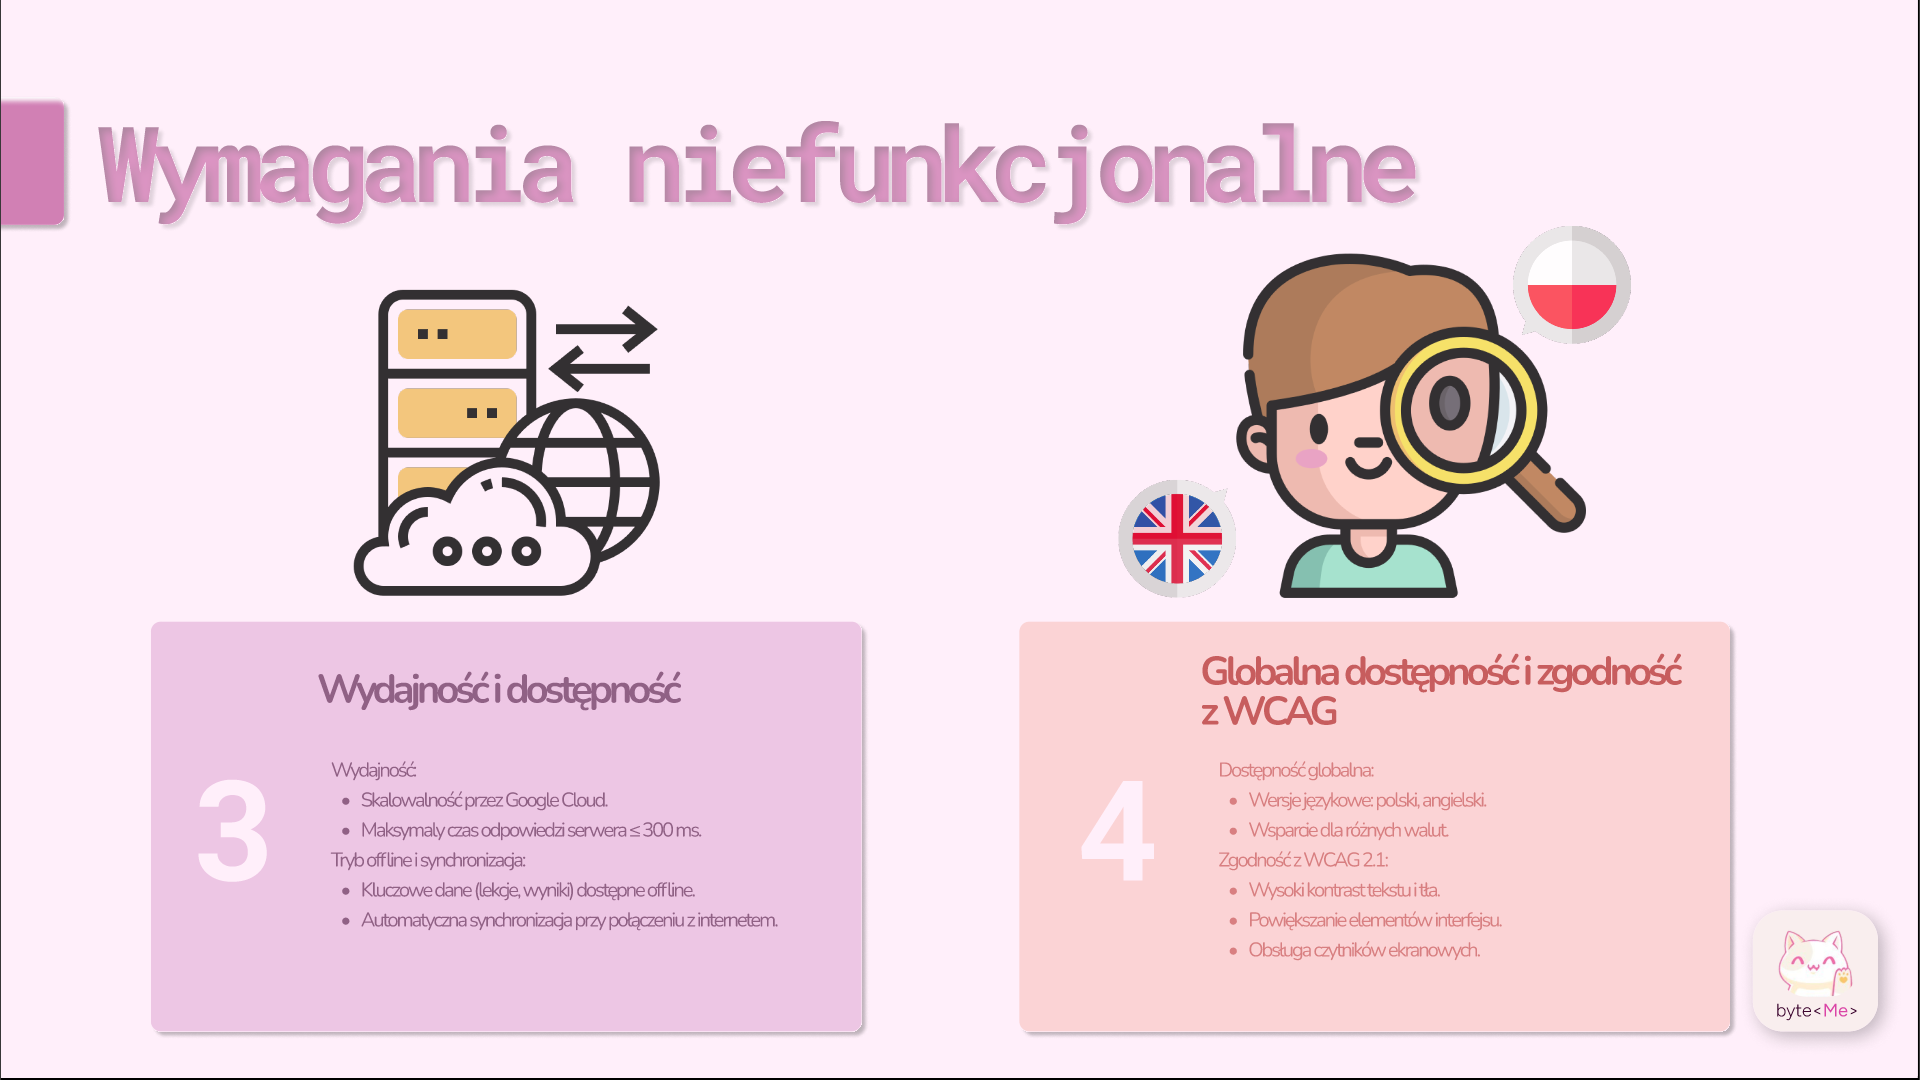 Wymagania niefunkcjonalne
3
Wydajność i dostępność
Wydajność:
• Skalowalność przez Google Cloud.
• Maksymaly czas odpowiedzi serwera ≤ 300 ms.
Tryb offline i synchronizacja:
• Kluczowe dane (lekcje, wyniki) dostępne offline.
• Automatyczna synchronizacja przy połączeniu z internetem.
4
Globalna dostępność i zgodność
z WCAG
Dostępność globalna:
• Wersje językowe: polski, angielski.
• Wsparcie dla różnych walut.
Zgodność z WCAG 2.1:
• Wysoki kontrast tekstu i tła.
• Powiększanie elementów interfejsu.
• Obsługa czytników ekranowych.
byte<Me>